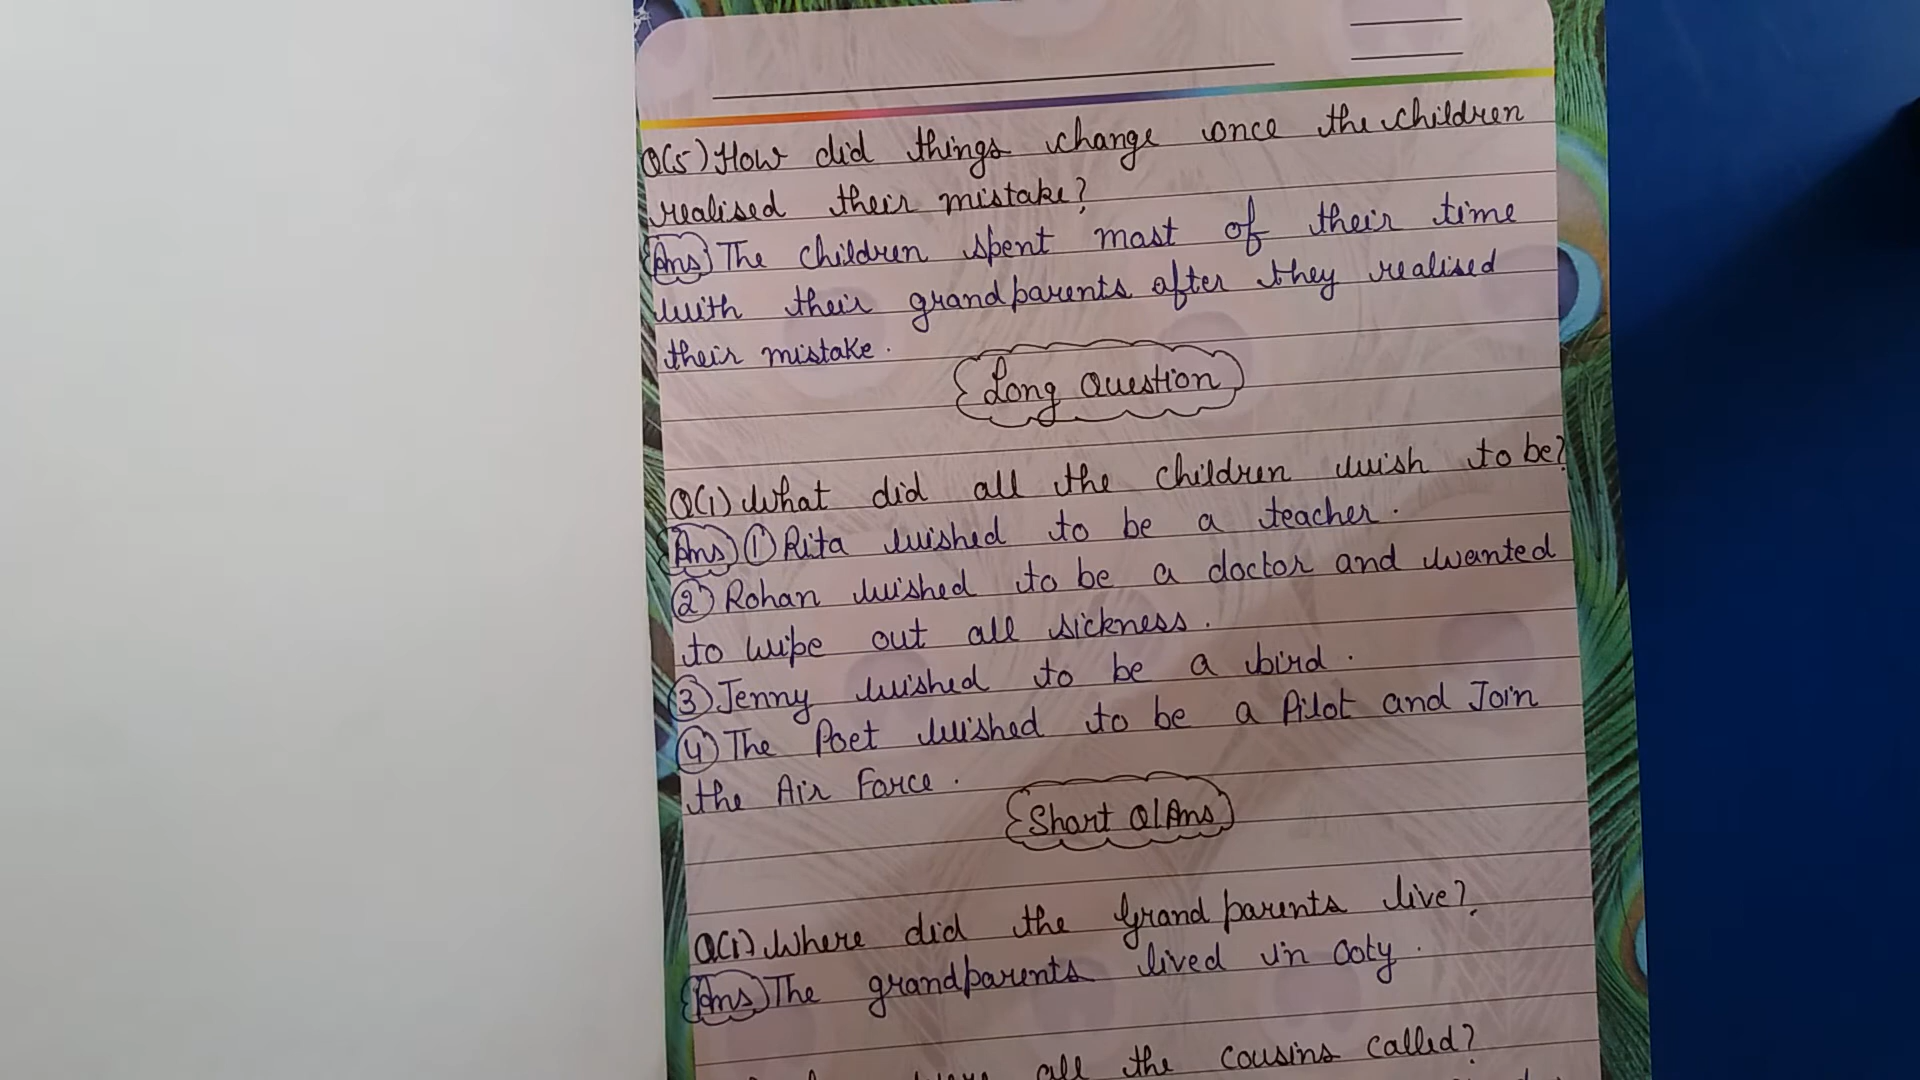 Q(5) How did things change once the children
realised their mistake?
Ans) The children spent most of their time
with their grandparents after they realised
their mistake.
Long Question
Q(1) What did all the children wish to be?
Ans) ① Rita wished to be a teacher.
② Rohan wished to be a doctor and wanted
to wipe out all sickness.
③ Jenny wished to be a bird.
④ The Poet wished to be a Pilot and Join
the Air Force.
Short Q/Ans
Q(1) Where did the Grandparents live?
Ans) The grandparents lived in Ooty.
all the cousins called?